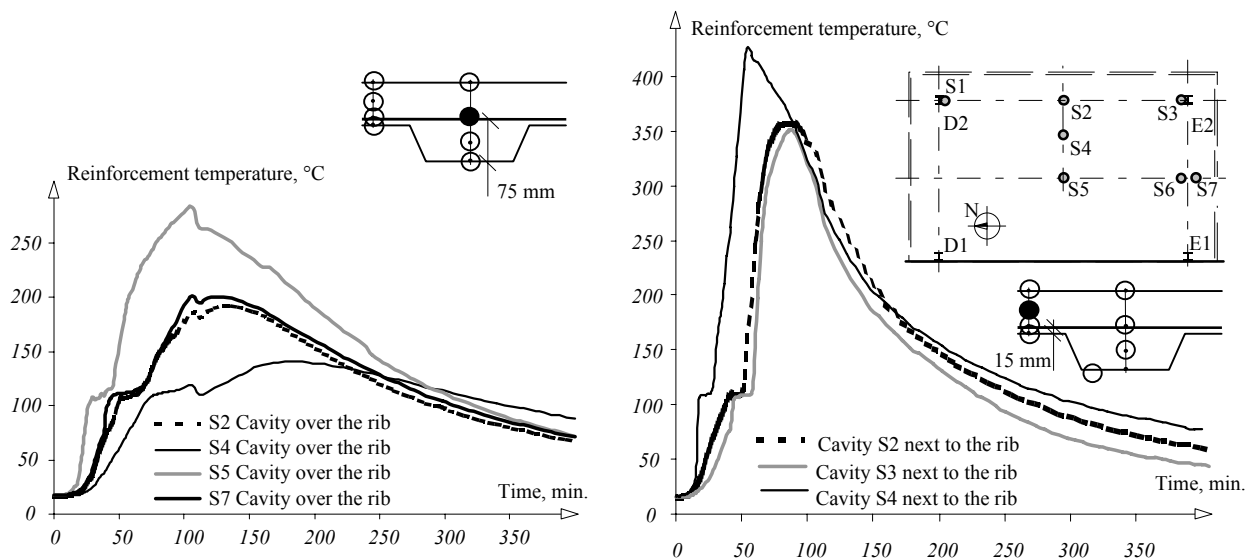 Reinforcement temperature, °C
75 mm
250
200
150
100
50
0
S2 Cavity over the rib
S4 Cavity over the rib
S5 Cavity over the rib
S7 Cavity over the rib
Time, min.
0 50 100 150 200 250 300 350
Reinforcement temperature, °C
400
350
300
250
200
150
100
50
0
S1
D2
S2
S3
E2
S4
S5
S6
S7
N
D1
E1
15 mm
Cavity S2 next to the rib
Cavity S3 next to the rib
Cavity S4 next to the rib
Time, min.
0 50 100 150 200 250 300 350